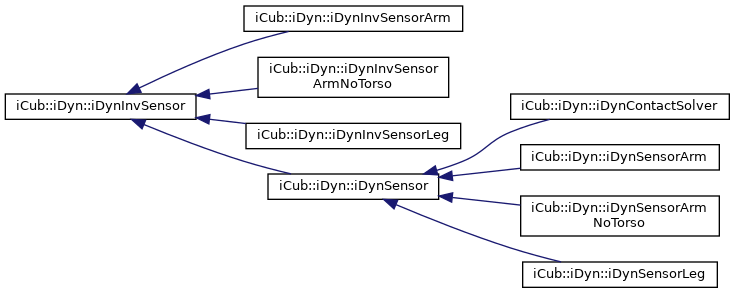 iCub::iDyn::iDynInvSensorArm
iCub::iDyn::iDynInvSensor
ArmNoTorso
iCub::iDyn::iDynInvSensor
iCub::iDyn::iDynContactSolver
iCub::iDyn::iDynInvSensorLeg
iCub::iDyn::iDynSensorArm
iCub::iDyn::iDynSensor
iCub::iDyn::iDynSensorArm
NoTorso
iCub::iDyn::iDynSensorLeg